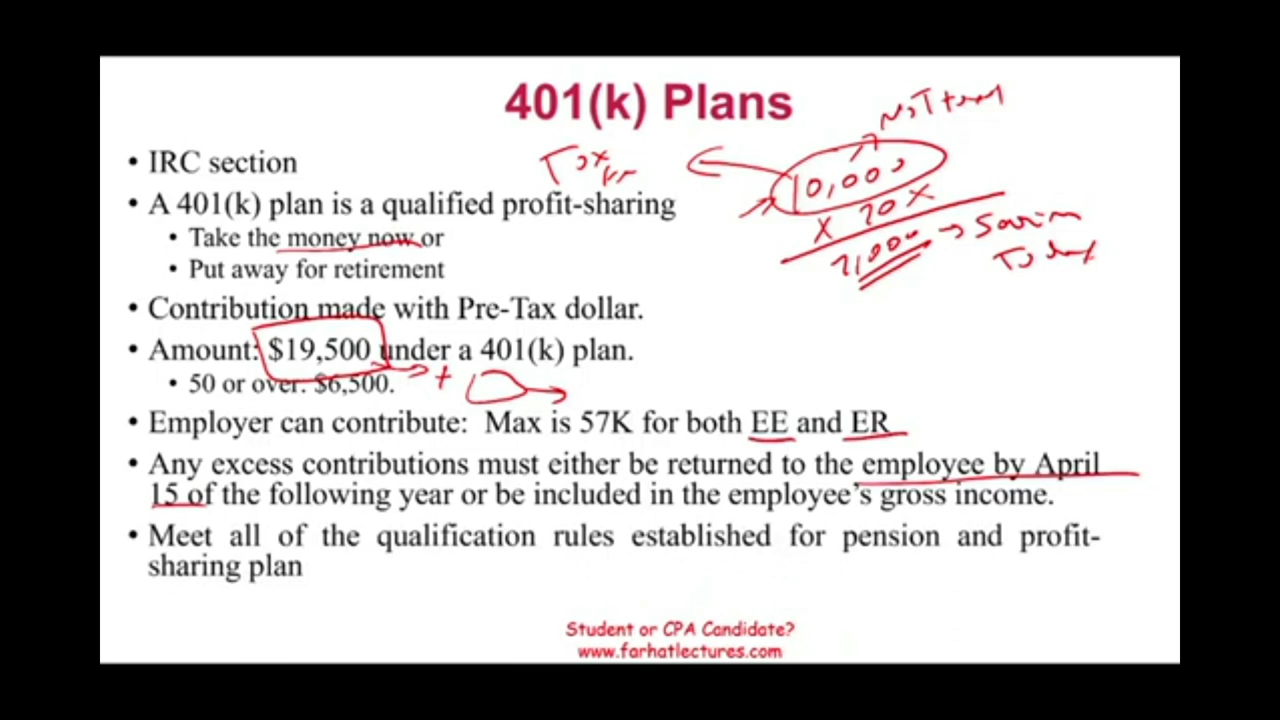 401(k) Plans
• IRC section
• A 401(k) plan is a qualified profit-sharing
• Take the money now or
• Put away for retirement
• Contribution made with Pre-Tax dollar.
• Amount: $19,500 under a 401(k) plan.
• 50 or over: $6,500.
• Employer can contribute: Max is 57K for both EE and ER
• Any excess contributions must either be returned to the employee by April
15 of the following year or be included in the employee's gross income.
• Meet all of the qualification rules established for pension and profit-
sharing plan
Tax
10,000
+
Student or CPA Candidate?
www.farhatlectures.com